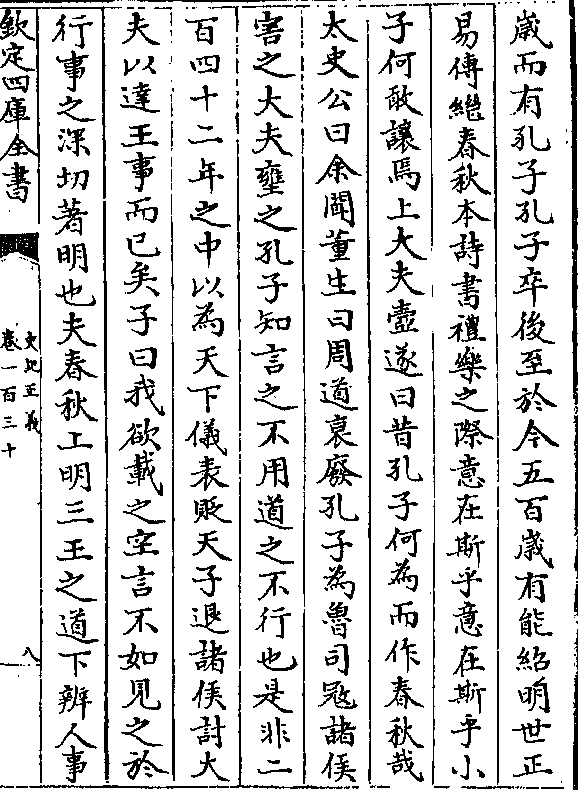 歲而有孔子孔子卒後至於今五百歲有能紹明世正
易傳繼春秋本詩書禮樂之際意在斯乎意在斯乎小
子何敢讓焉上大夫壼遂曰昔孔子何為而作春秋哉
太史公曰余聞董生曰周道衰廢孔子為魯司寇諸侯
害之大夫壅之孔子知言之不用道之不行也是非二
百四十二年之中以為天下儀表貶天子退諸侯討大
夫以達王事而已矣子曰我欲載之空言不如見之於
行事之深切著明也夫春秋上明三王之道下辨人事
欽定四庫全書
史記正義
卷一百三十
八